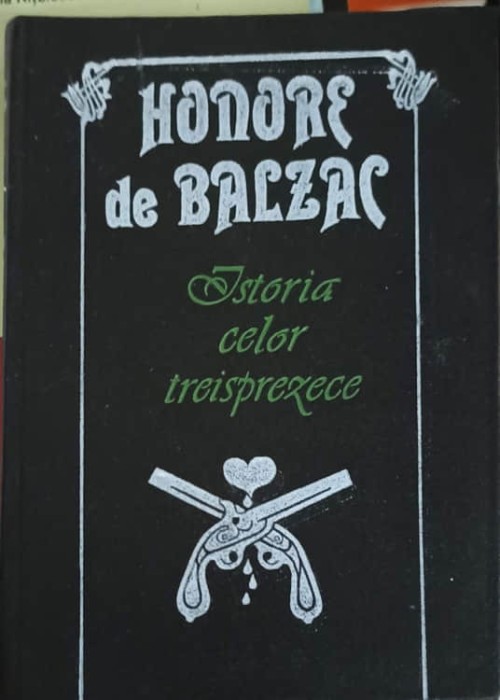 HONORE
de BALZAC
Istoria
celor
treisprezece